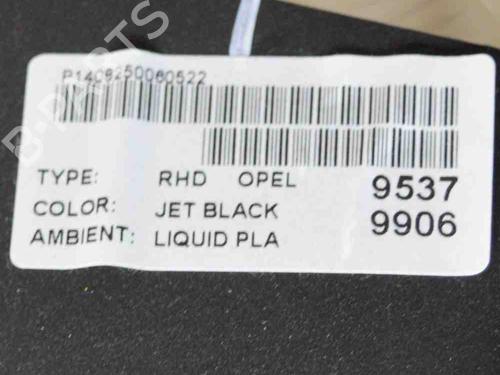 P1408250060522
TYPE: RHD OPEL 9537
COLOR: JET BLACK 9906
AMBIENT: LIQUID PLA
B-PARTS